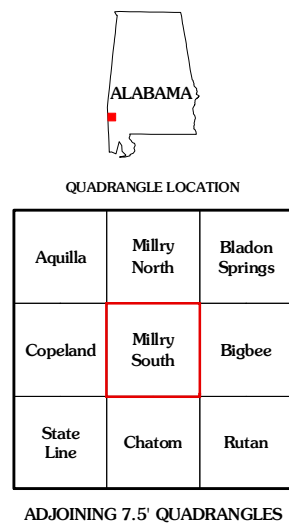 ALABAMA
QUADRANGLE LOCATION
Aquilla
Millry
North
Bladon
Springs
Copeland
Millry
South
Bigbee
State
Line
Chatom
Rutan
ADJOINING 7.5' QUADRANGLES